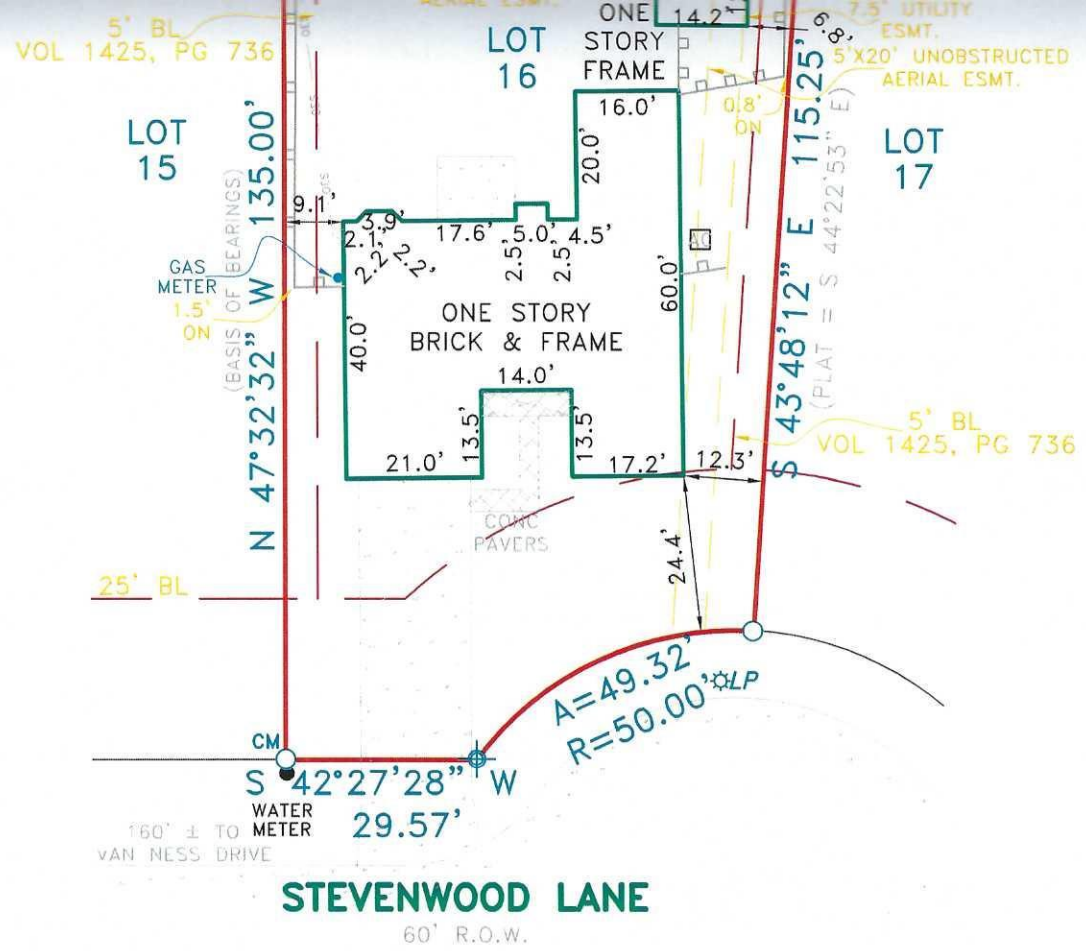 AERIAL ESMT.
5' BL
VOL 1425, PG 736
LOT
16
ONE
STORY
FRAME
14.2'
6.8'
7.5' UTILITY
ESMT.
5'X20' UNOBSTRUCTED
AERIAL ESMT.
LOT
15
N 47°32'32" W 135.00'
(BASIS OF BEARINGS)
16.0'
20.0'
0.8'
ON
S 43°48'12" E 115.25'
(PLAT = S 44°22'53" E)
LOT
17
OES
OES
OES
9.1'
3.9'
2.1'
2.2'
2.2'
17.6'
5.0'
4.5'
2.5'
2.5'
AC
GAS
METER
1.5'
ON
40.0'
60.0'
ONE STORY
BRICK & FRAME
14.0'
13.5'
13.5'
21.0'
17.2'
12.3'
5' BL
VOL 1425, PG 736
CONC
PAVERS
24.4'
25' BL
A=49.32'
R=50.00'
LP
CM
S 42°27'28" W
29.57'
WATER
METER
160' ± TO
VAN NESS DRIVE
STEVENWOOD LANE
60' R.O.W.